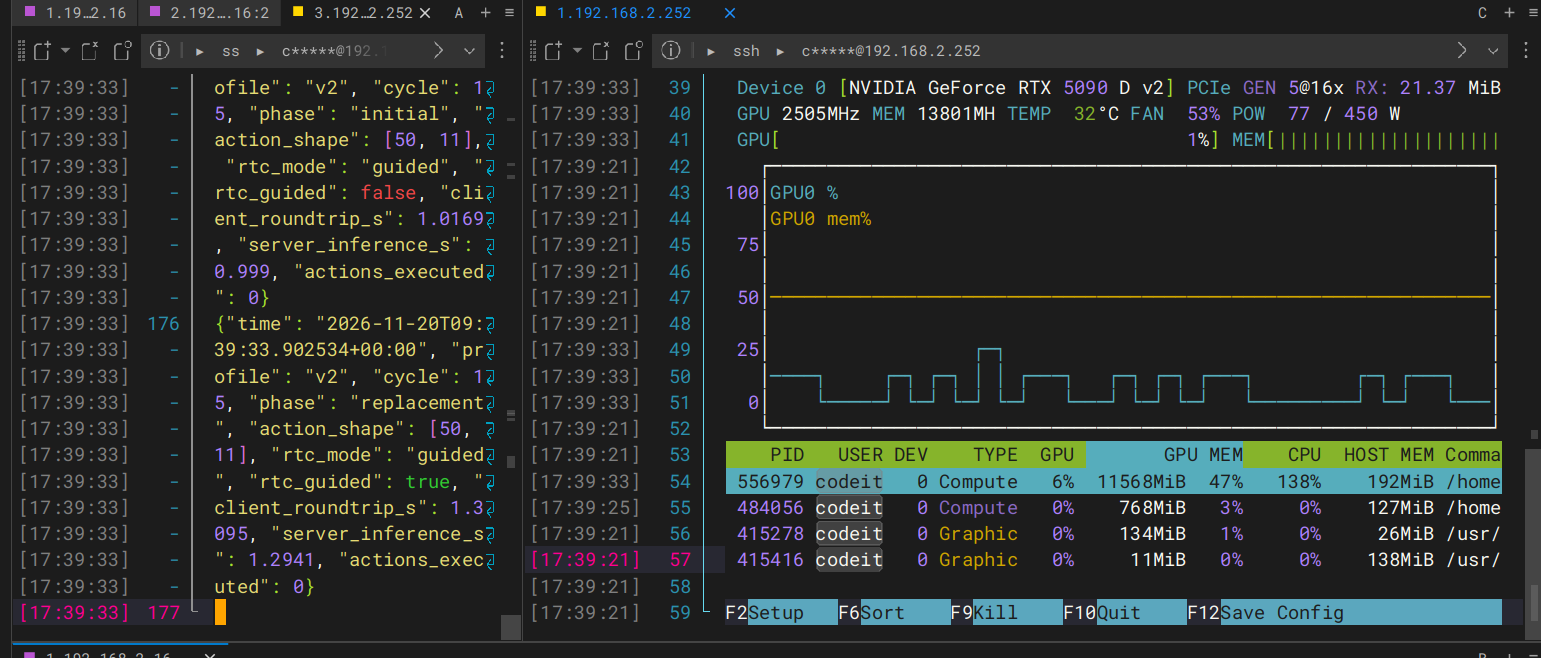 1.19…2.16 2.192….16:2 3.192…2.252 × A + ≡
ss c*****@192.1
[17:39:33] - ofile": "v2", "cycle": 1
[17:39:33] - 5, "phase": "initial", "
[17:39:33] - action_shape": [50, 11],
[17:39:33] - "rtc_mode": "guided", "
[17:39:33] - rtc_guided": false, "cli
[17:39:33] - ent_roundtrip_s": 1.0169
[17:39:33] - , "server_inference_s":
[17:39:33] - 0.999, "actions_executed
[17:39:33] - ": 0}
[17:39:33] 176 {"time": "2026-11-20T09:
[17:39:33] - 39:33.902534+00:00", "pr
[17:39:33] - ofile": "v2", "cycle": 1
[17:39:33] - 5, "phase": "replacement
[17:39:33] - ", "action_shape": [50,
[17:39:33] - 11], "rtc_mode": "guided
[17:39:33] - ", "rtc_guided": true, "
[17:39:33] - client_roundtrip_s": 1.3
[17:39:33] - 095, "server_inference_s
[17:39:33] - ": 1.2941, "actions_exec
[17:39:33] - uted": 0}
[17:39:33] 177
1.192.168.2.252 × C + ≡
ssh c*****@192.168.2.252
[17:39:33] 39 Device 0 [NVIDIA GeForce RTX 5090 D v2] PCIe GEN 5@16x RX: 21.37 MiB
[17:39:33] 40 GPU 2505MHz MEM 13801MH TEMP 32°C FAN 53% POW 77 / 450 W
[17:39:33] 41 GPU[ 1%] MEM[||||||||||||||||||||
[17:39:21] 42
[17:39:21] 43 100 GPU0 %
[17:39:21] 44 GPU0 mem%
[17:39:21] 45 75
[17:39:21] 46
[17:39:21] 47 50
[17:39:21] 48
[17:39:33] 49 25
[17:39:33] 50
[17:39:33] 51 0
[17:39:21] 52
[17:39:21] 53 PID USER DEV TYPE GPU GPU MEM CPU HOST MEM Comma
[17:39:33] 54 556979 codeit 0 Compute 6% 11568MiB 47% 138% 192MiB /home
[17:39:25] 55 484056 codeit 0 Compute 0% 768MiB 3% 0% 127MiB /home
[17:39:21] 56 415278 codeit 0 Graphic 0% 134MiB 1% 0% 26MiB /usr/
[17:39:21] 57 415416 codeit 0 Graphic 0% 11MiB 0% 0% 138MiB /usr/
[17:39:21] 58
[17:39:21] 59 F2Setup F6Sort F9Kill F10Quit F12Save Config
1.192.168.2.16